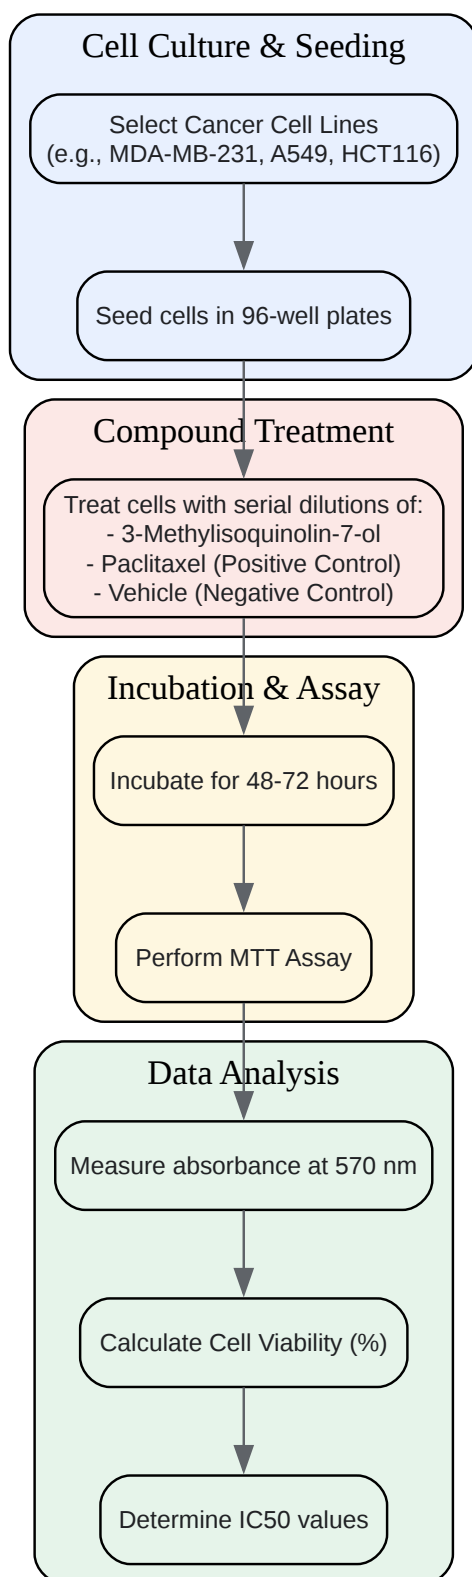 Cell Culture & Seeding
Select Cancer Cell Lines
(e.g., MDA-MB-231, A549, HCT116)
Seed cells in 96-well plates
Compound Treatment
Treat cells with serial dilutions of:
- 3-Methylisoquinolin-7-ol
- Paclitaxel (Positive Control)
- Vehicle (Negative Control)
Incubation & Assay
Incubate for 48-72 hours
Perform MTT Assay
Data Analysis
Measure absorbance at 570 nm
Calculate Cell Viability (%)
Determine IC50 values